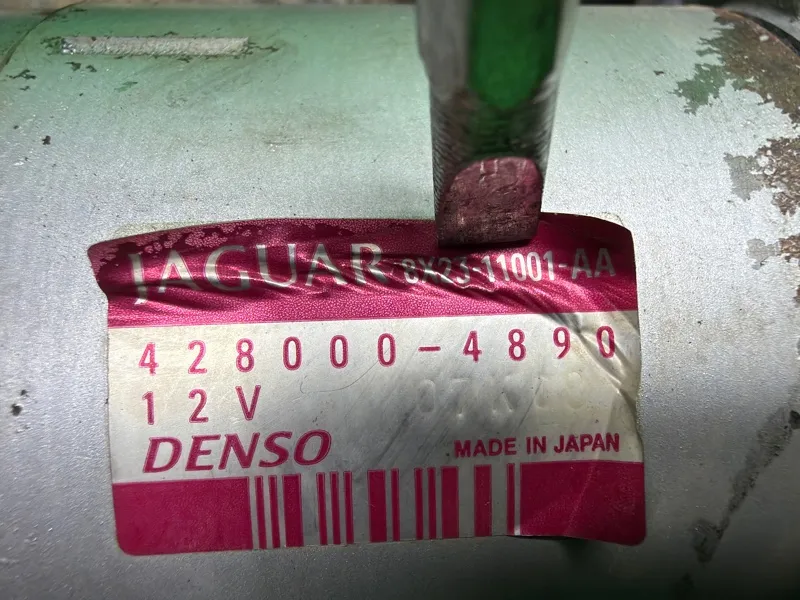 JAGUAR 8X23-11001-AA
428000-4890
12V
DENSO MADE IN JAPAN